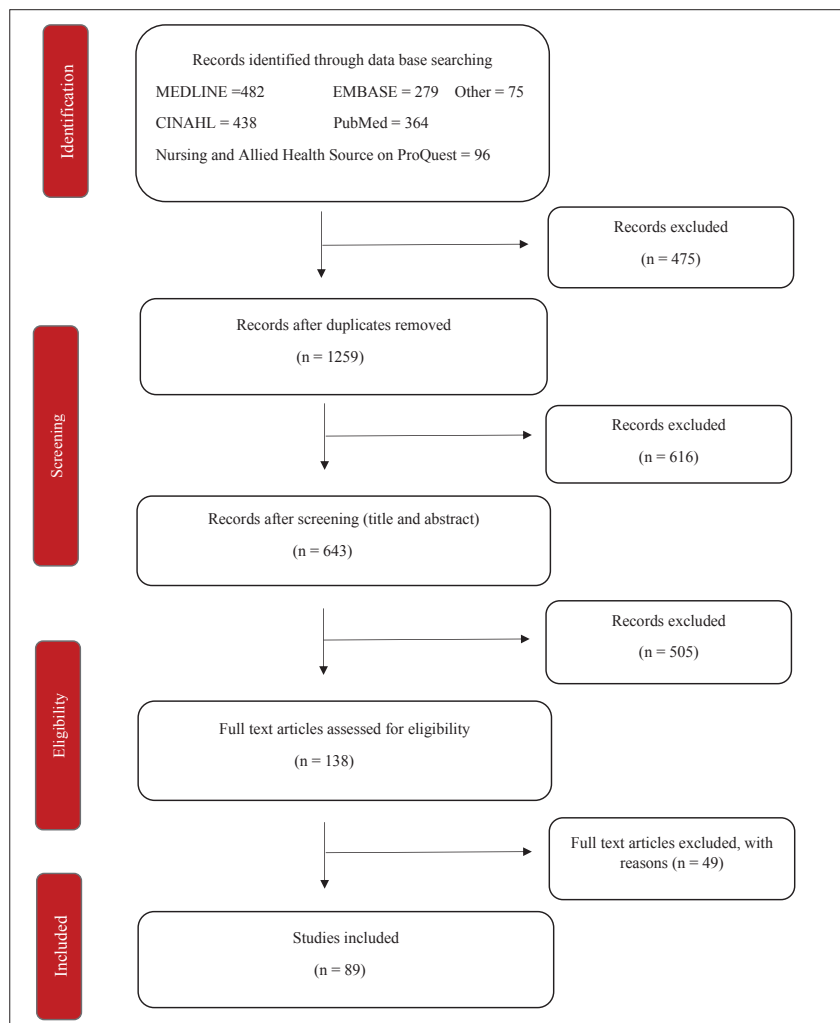 Identification
Records identified through data base searching
MEDLINE =482 EMBASE = 279 Other = 75
CINAHL = 438 PubMed = 364
Nursing and Allied Health Source on ProQuest = 96
Records excluded
(n = 475)
Screening
Records after duplicates removed
(n = 1259)
Records excluded
(n = 616)
Records after screening (title and abstract)
(n = 643)
Records excluded
(n = 505)
Eligibility
Full text articles assessed for eligibility
(n = 138)
Full text articles excluded, with
reasons (n = 49)
Included
Studies included
(n = 89)